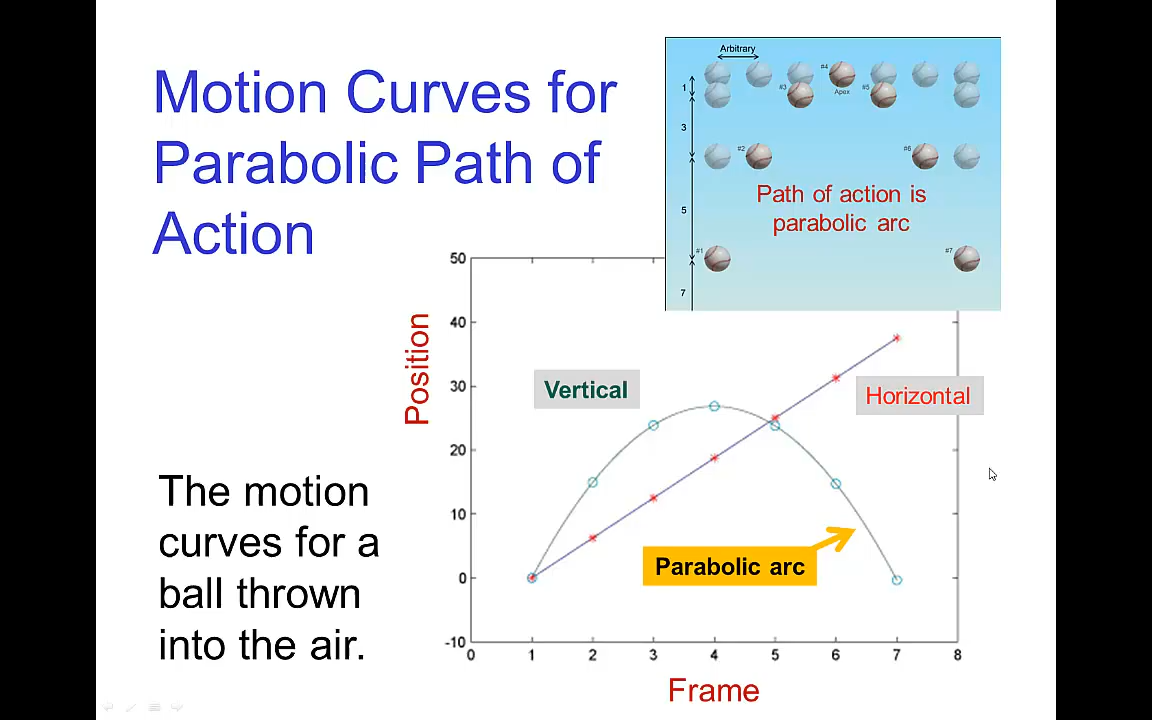 Motion Curves for
Parabolic Path of
Action
Arbitrary
1
3
5
7
#1
#2
#3
#4
Apex
#5
#6
#7
Path of action is
parabolic arc
Position
50
40
30
20
10
0
-10
0 1 2 3 4 5 6 7 8
Frame
Vertical
Horizontal
Parabolic arc
The motion
curves for a
ball thrown
into the air.